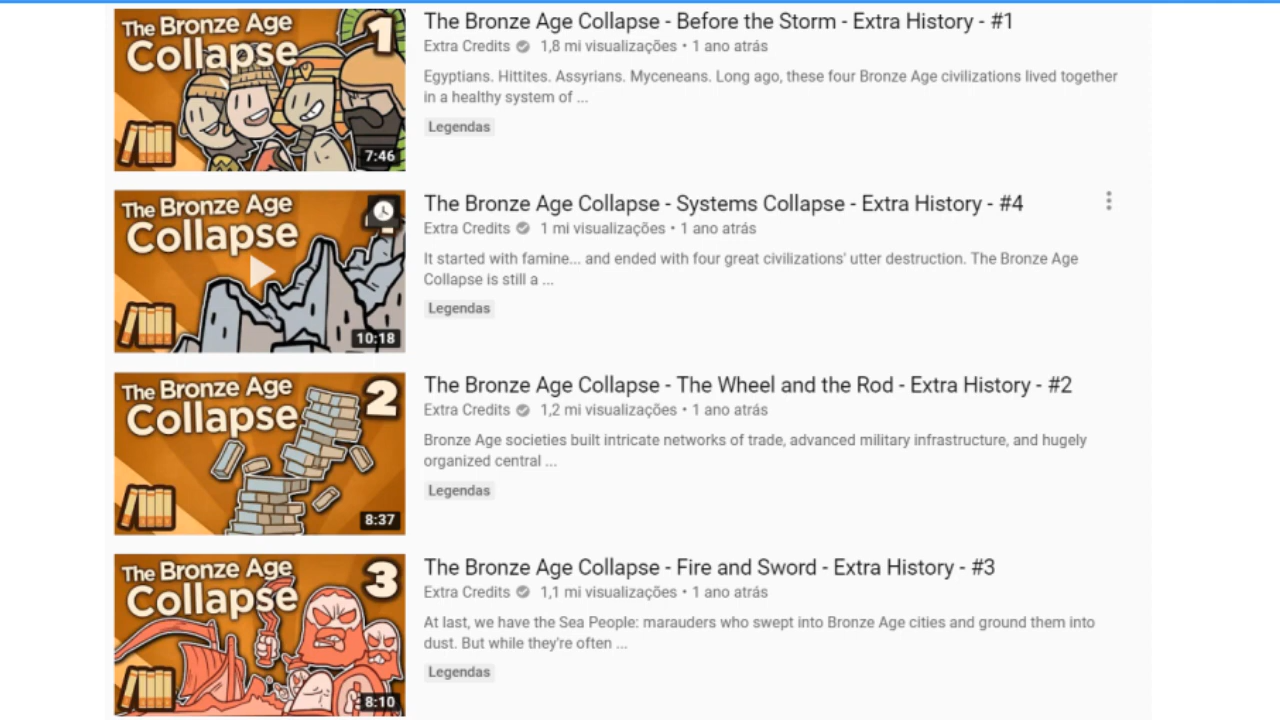 The Bronze Age
Collapse
1
7:46
The Bronze Age Collapse - Before the Storm - Extra History - #1
Extra Credits 1,8 mi visualizações • 1 ano atrás
Egyptians. Hittites. Assyrians. Myceneans. Long ago, these four Bronze Age civilizations lived together
in a healthy system of ...
Legendas
The Bronze Age
Collapse
10:18
The Bronze Age Collapse - Systems Collapse - Extra History - #4
Extra Credits 1 mi visualizações • 1 ano atrás
It started with famine... and ended with four great civilizations' utter destruction. The Bronze Age
Collapse is still a ...
Legendas
The Bronze Age
Collapse
2
8:37
The Bronze Age Collapse - The Wheel and the Rod - Extra History - #2
Extra Credits 1,2 mi visualizações • 1 ano atrás
Bronze Age societies built intricate networks of trade, advanced military infrastructure, and hugely
organized central ...
Legendas
The Bronze Age
Collapse
3
8:10
The Bronze Age Collapse - Fire and Sword - Extra History - #3
Extra Credits 1,1 mi visualizações • 1 ano atrás
At last, we have the Sea People: marauders who swept into Bronze Age cities and ground them into
dust. But while they're often ...
Legendas